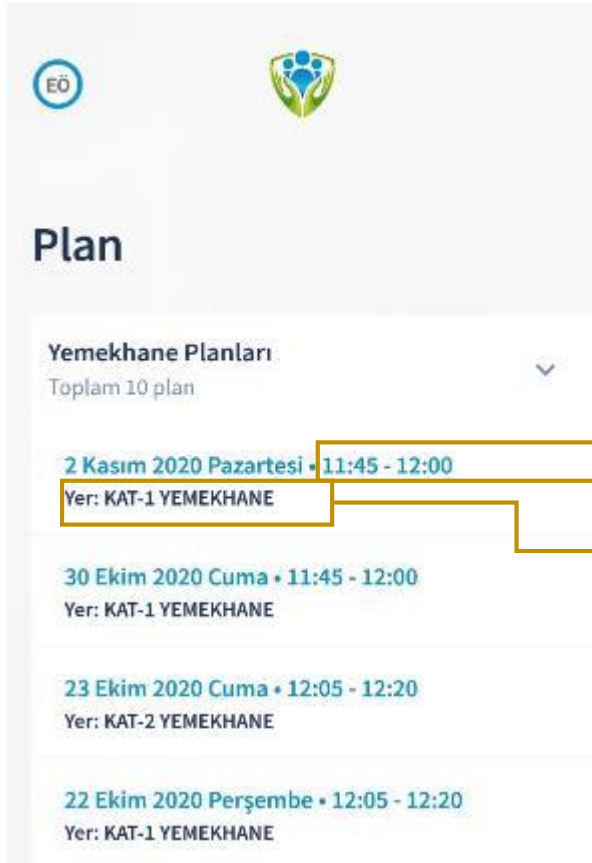 EÖ
Plan
Yemekhane Planları
Toplam 10 plan
2 Kasım 2020 Pazartesi • 11:45 - 12:00
Yer: KAT-1 YEMEKHANE
30 Ekim 2020 Cuma • 11:45 - 12:00
Yer: KAT-1 YEMEKHANE
23 Ekim 2020 Cuma • 12:05 - 12:20
Yer: KAT-2 YEMEKHANE
22 Ekim 2020 Perşembe • 12:05 - 12:20
Yer: KAT-1 YEMEKHANE